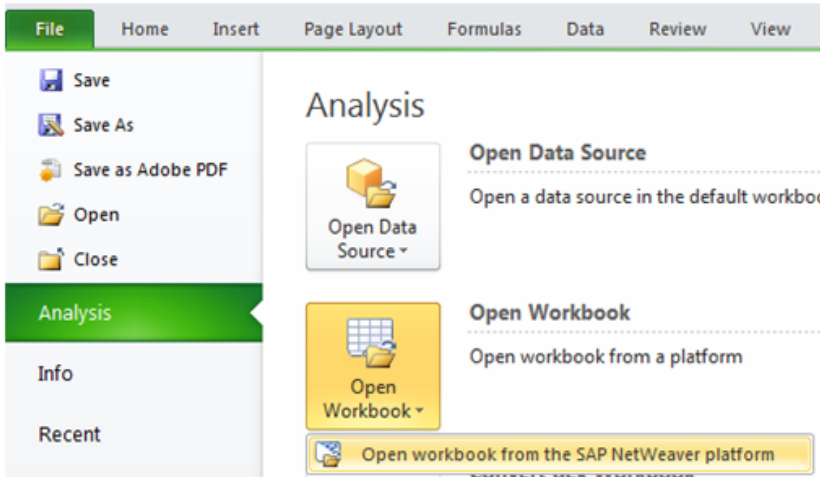 File Home Insert Page Layout Formulas Data Review View
Save
Save As
Save as Adobe PDF
Open
Close
Analysis
Info
Recent
Analysis
Open Data
Source
Open Data Source
Open a data source in the default workboo
Open
Workbook
Open Workbook
Open workbook from a platform
Open workbook from the SAP NetWeaver platform